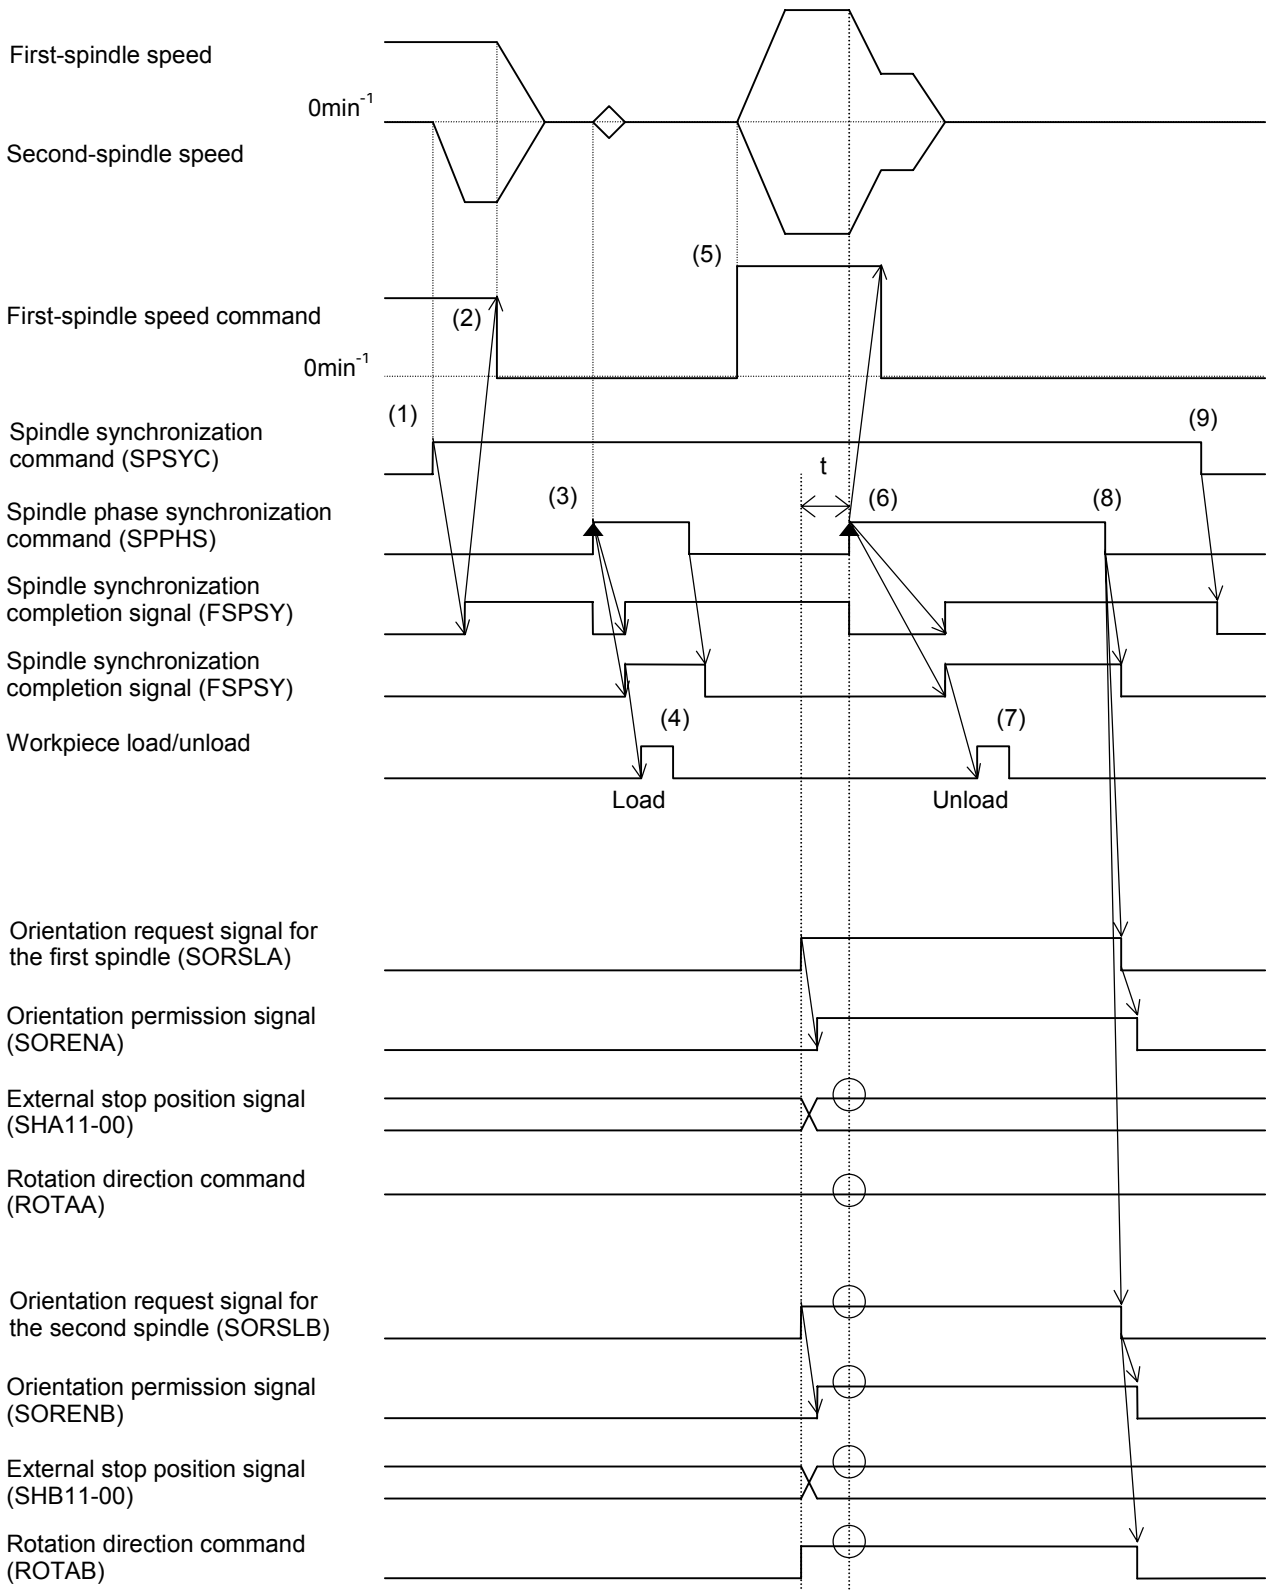 First-spindle speed
0min-1
Second-spindle speed
(5)
First-spindle speed command
(2)
0min-1
(1)
(9)
Spindle synchronization
command (SPSYC)
t
(3)
(6)
(8)
Spindle phase synchronization
command (SPPHS)
Spindle synchronization
completion signal (FSPSY)
Spindle synchronization
completion signal (FSPSY)
(4)
(7)
Workpiece load/unload
Load
Unload
Orientation request signal for
the first spindle (SORSLA)
Orientation permission signal
(SORENA)
External stop position signal
(SHA11-00)
Rotation direction command
(ROTAA)
Orientation request signal for
the second spindle (SORSLB)
Orientation permission signal
(SORENB)
External stop position signal
(SHB11-00)
Rotation direction command
(ROTAB)